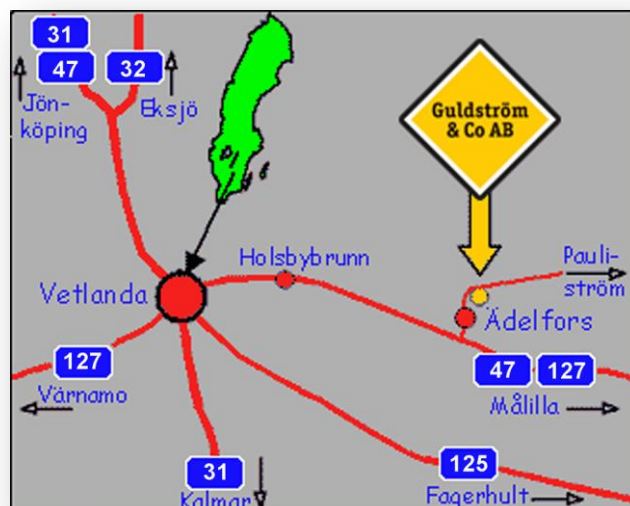 31
47
32
Jön-
köping
Eksjö
Guldström
& Co AB
Holsbybrunn
Pauli-
ström
Vetlanda
Ädelfors
127
Värnamo
47
127
Målilla
31
Kalmar
125
Fagerhult